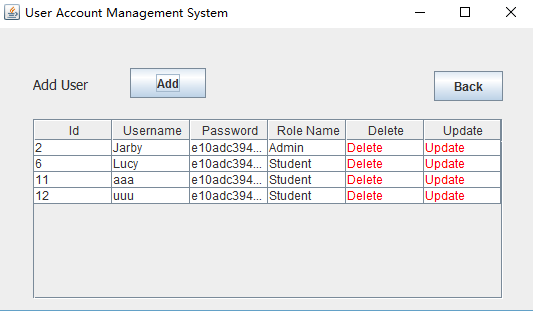 User Account Management System
Add User Add Back
Id Username Password Role Name Delete Update
2 Jarby e10adc394... Admin Delete Update
6 Lucy e10adc394... Student Delete Update
11 aaa e10adc394... Student Delete Update
12 uuu e10adc394... Student Delete Update